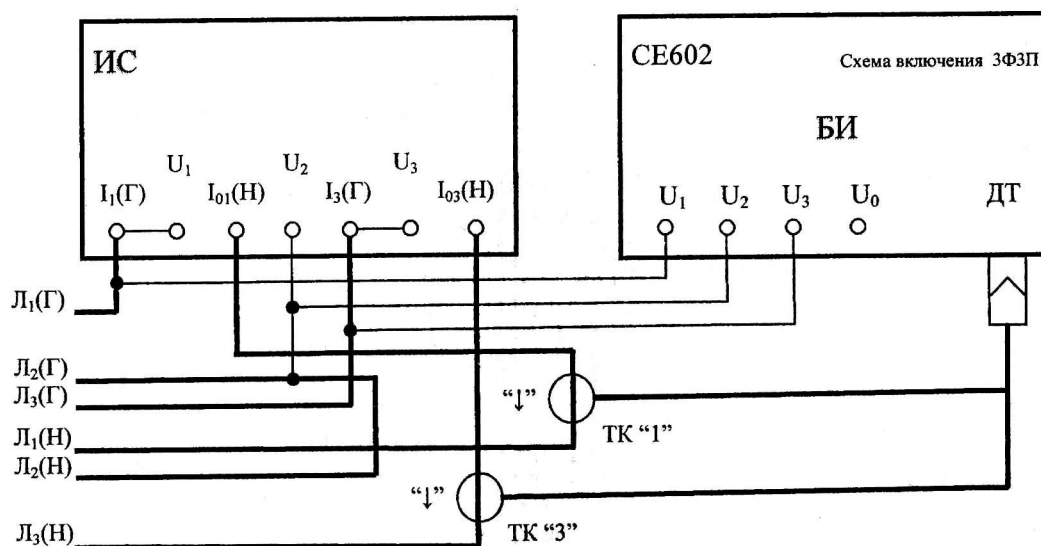 ИС
СЕ602
Схема включения 3Ф3П
БИ
U₁
U₂
U₃
I₁(Г)
I₀₁(Н)
I₃(Г)
I₀₃(Н)
U₁
U₂
U₃
U₀
ДТ
Л₁(Г)
Л₂(Г)
Л₃(Г)
Л₁(Н)
Л₂(Н)
Л₃(Н)
“↓”
ТК “1”
“↓”
ТК “3”